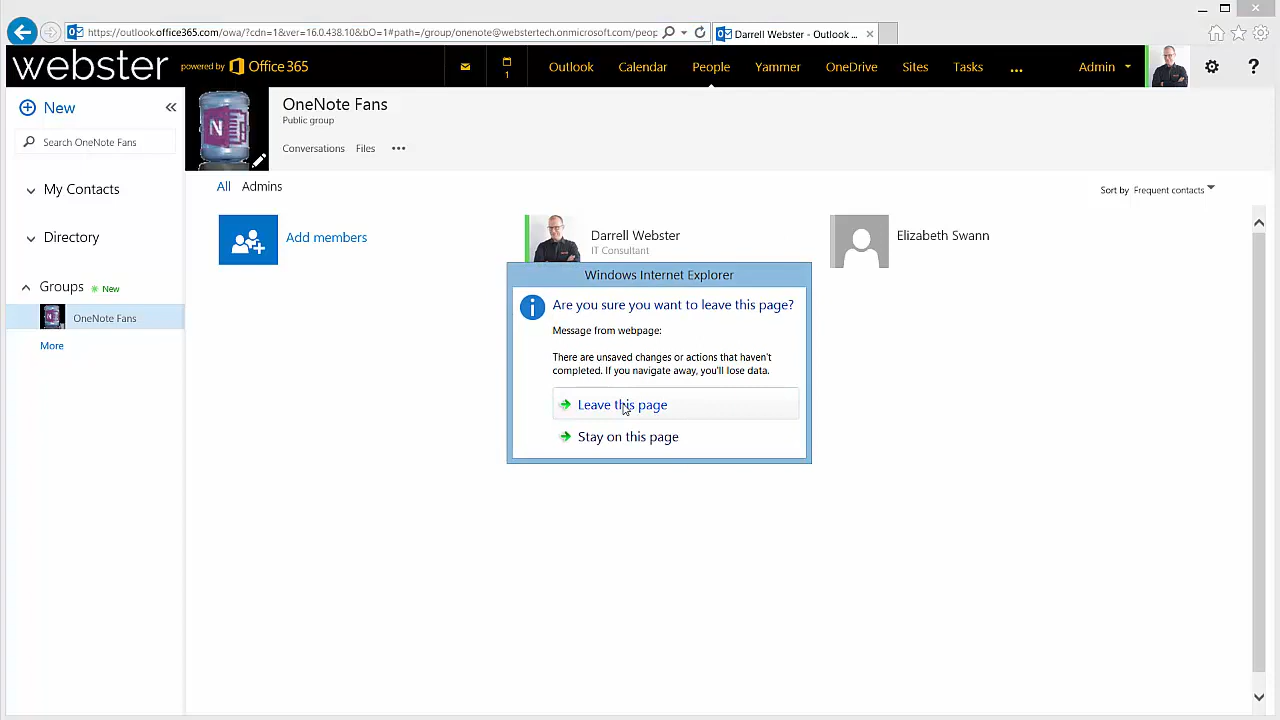 https://outlook.office365.com/owa/?cdn=1&ver=16.0.438.10&bO=1#path=/group/onenote@webstertech.onmicrosoft.com/peop
Darrell Webster - Outlook ...
webster powered by Office 365
1
Outlook Calendar People Yammer OneDrive Sites Tasks ... Admin ?
New
Search OneNote Fans
My Contacts
Directory
Groups New
OneNote Fans
More
N
OneNote Fans
Public group
Conversations Files
All Admins
Sort by Frequent contacts
Add members
Darrell Webster
IT Consultant
Elizabeth Swann
Windows Internet Explorer
Are you sure you want to leave this page?
Message from webpage:
There are unsaved changes or actions that haven't
completed. If you navigate away, you'll lose data.
Leave this page
Stay on this page